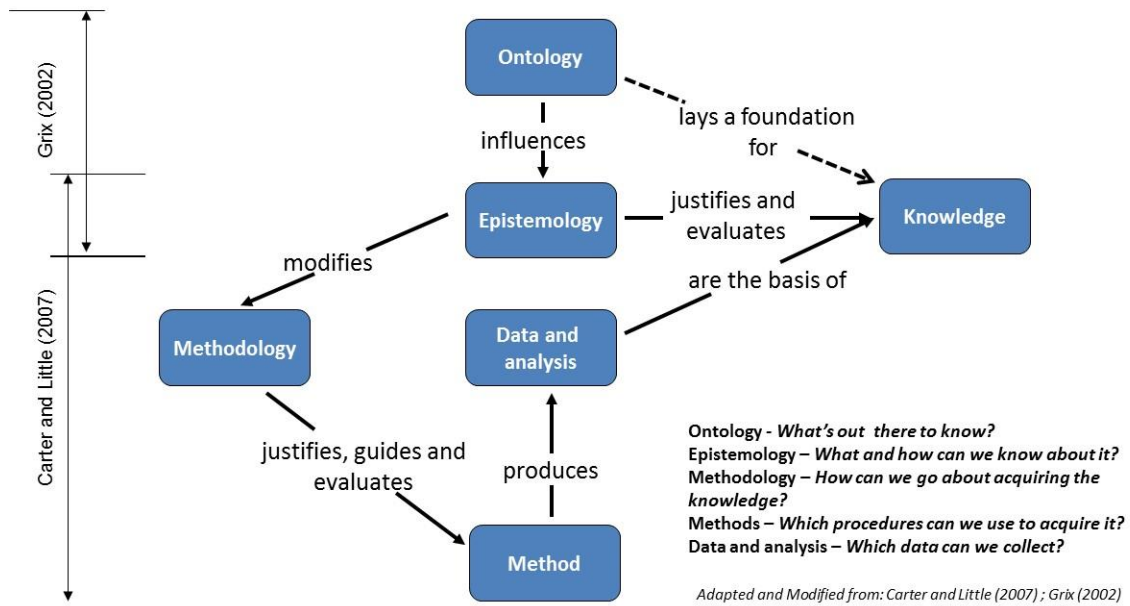 Ontology
Grix (2002)
influences
lays a foundation
for
Epistemology
justifies and
evaluates
Knowledge
modifies
are the basis of
Carter and Little (2007)
Methodology
Data and
analysis
justifies, guides and
evaluates
produces
Method
Ontology - What's out there to know?
Epistemology – What and how can we know about it?
Methodology – How can we go about acquiring the
knowledge?
Methods – Which procedures can we use to acquire it?
Data and analysis – Which data can we collect?
Adapted and Modified from: Carter and Little (2007) ; Grix (2002)